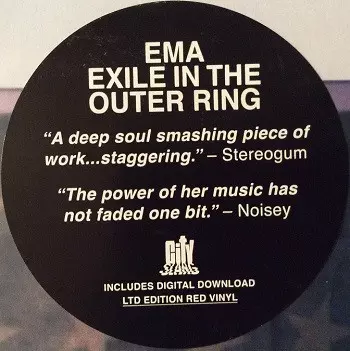 EMA
EXILE IN THE
OUTER RING
“A deep soul smashing piece of
work...staggering.” – Stereogum
“The power of her music has
not faded one bit.” – Noisey
City
SLANG
INCLUDES DIGITAL DOWNLOAD
LTD EDITION RED VINYL